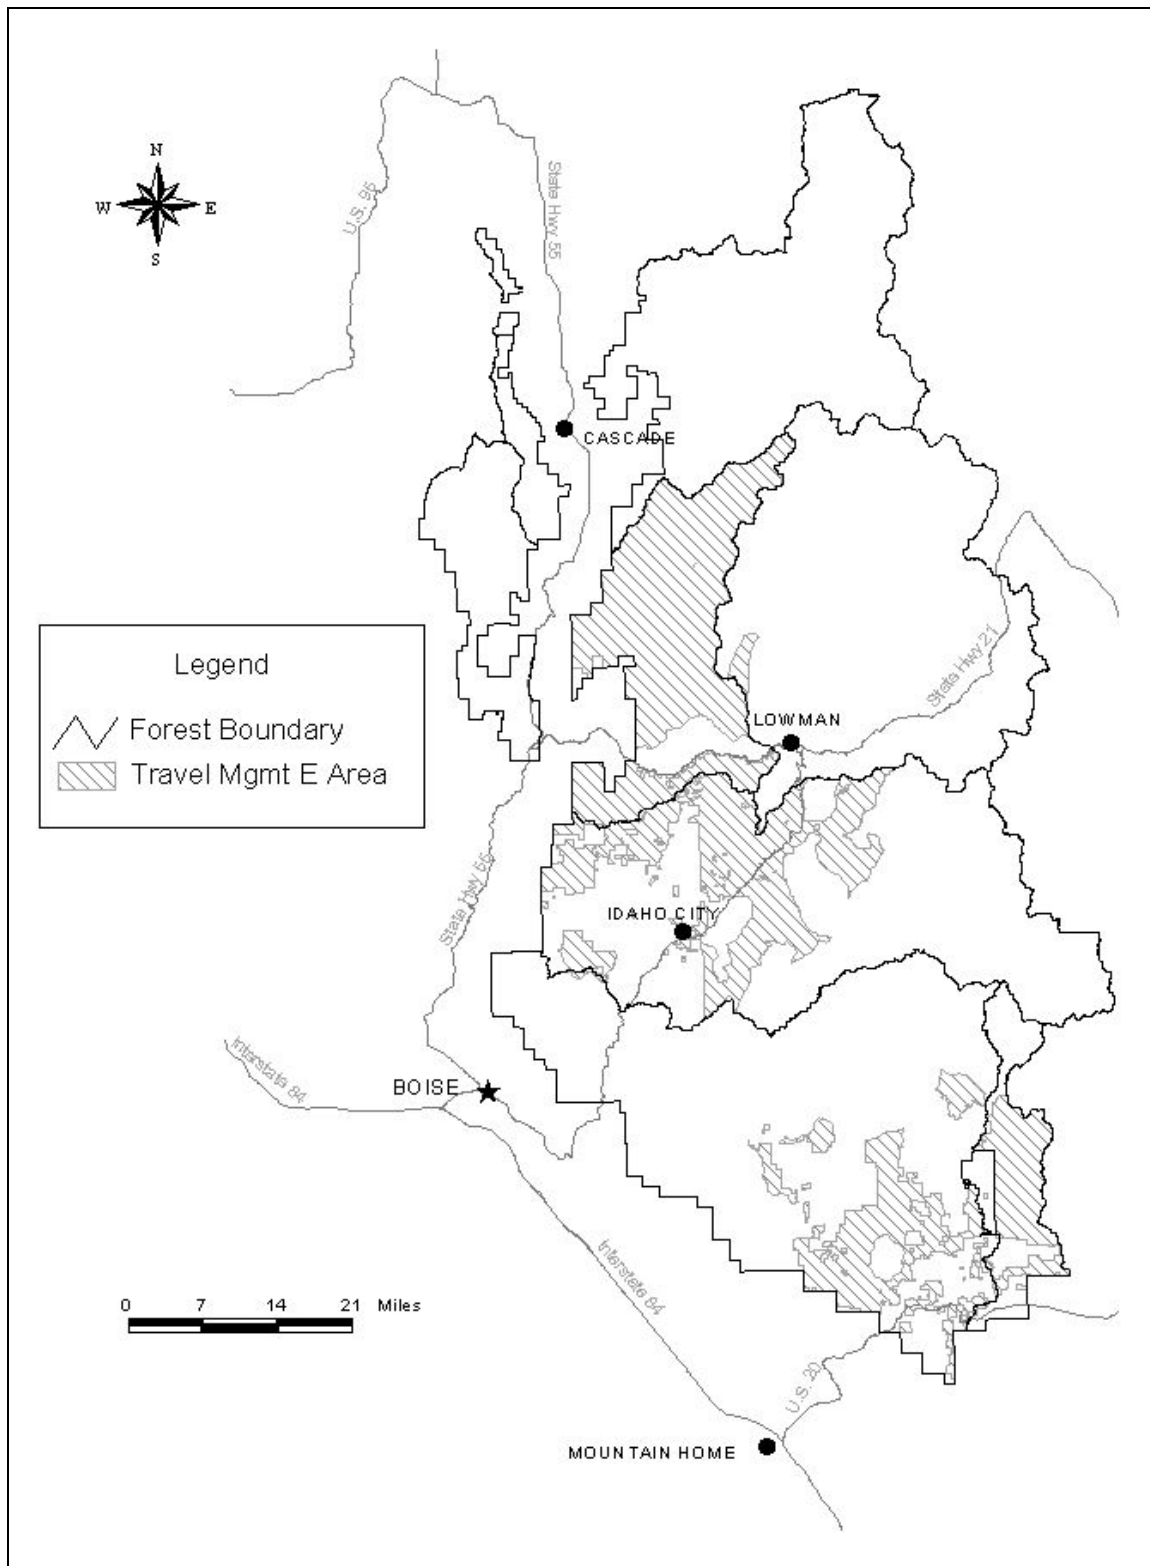 N
W E
S
U.S. 95
State Hwy 55
CASCADE
Legend
Forest Boundary
Travel Mgmt E Area
State Hwy 21
LOWMAN
State Hwy 55
IDAHO CITY
Interstate 84
BOISE
Interstate 84
0 7 14 21 Miles
U.S. 20
MOUNTAIN HOME